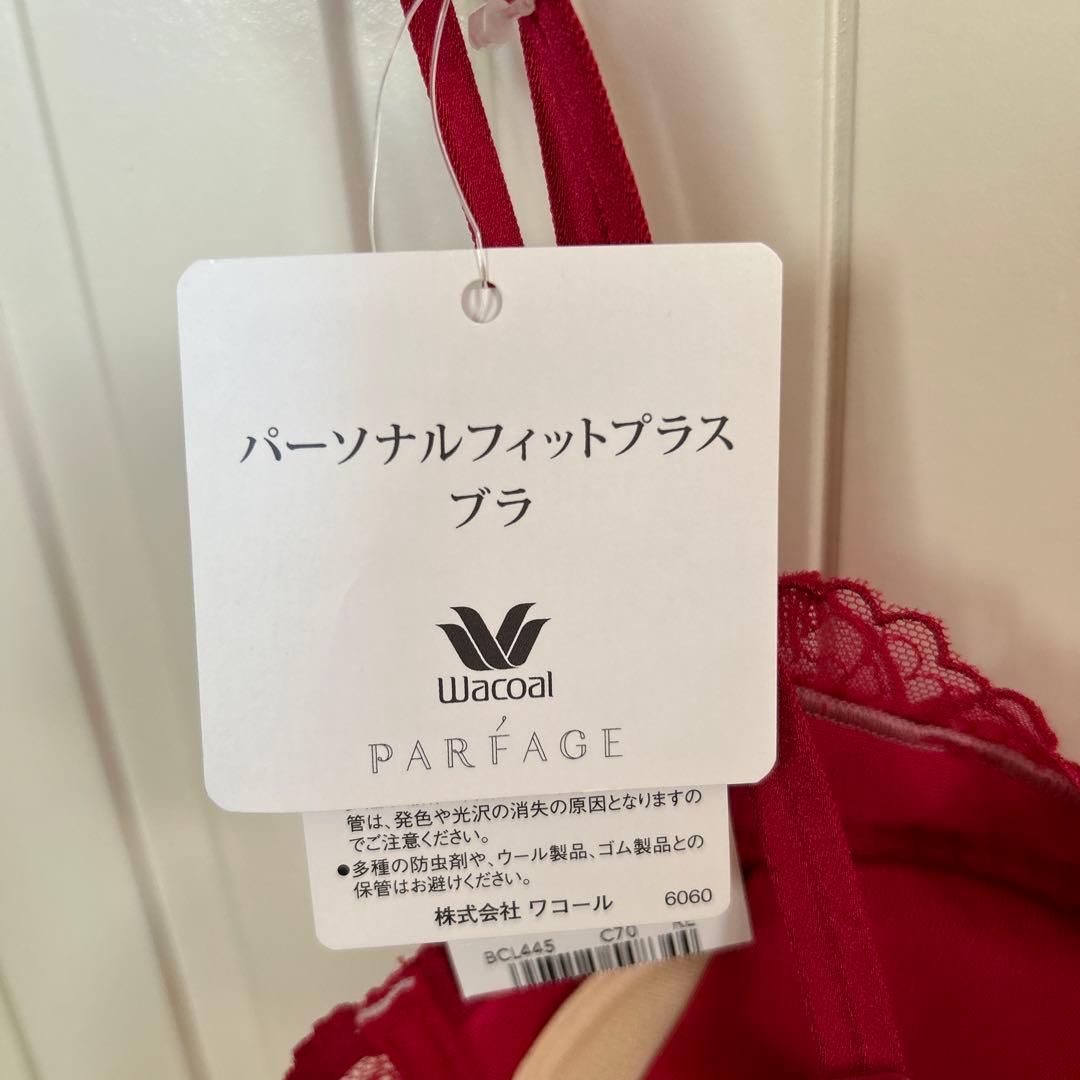 パーソナルフィットプラス
ブラ
Wacoal
PARFAGE
管は、発色や光沢の消失の原因となりますの
でご注意ください。
●多種の防虫剤や、ウール製品、ゴム製品との
保管はお避けください。
株式会社 ワコール 6060
BCL445 C70